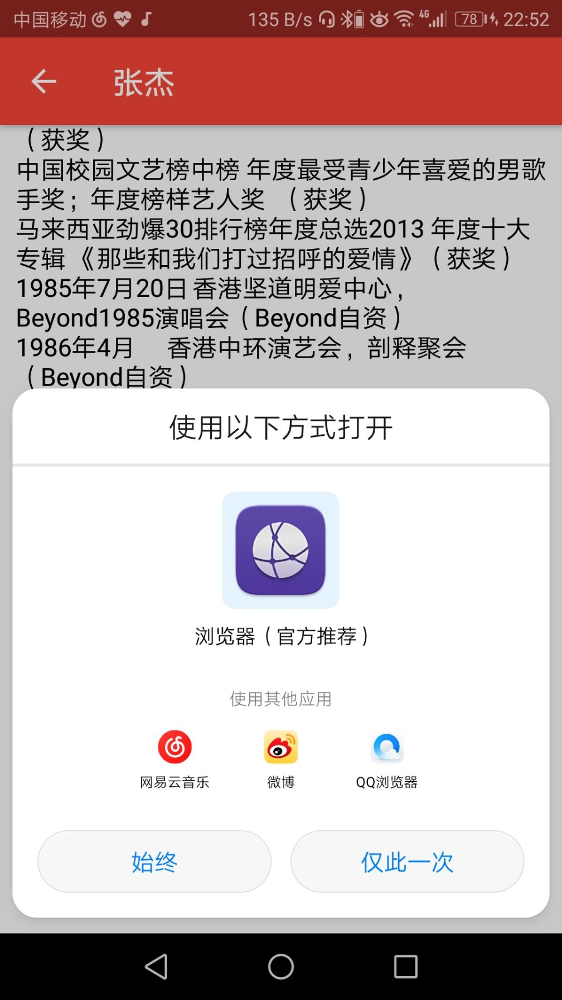 中国移动 135 B/s 4G 78 22:52
张杰
（获奖）
中国校园文艺榜中榜 年度最受青少年喜爱的男歌
手奖；年度榜样艺人奖 （获奖）
马来西亚劲爆30排行榜年度总选2013 年度十大
专辑《那些和我们打过招呼的爱情》（获奖）
1985年7月20日 香港坚道明爱中心，
Beyond1985演唱会（Beyond自资）
1986年4月 香港中环演艺会，剖释聚会
（Beyond自资）
使用以下方式打开
浏览器（官方推荐）
使用其他应用
网易云音乐 微博 QQ浏览器
始终 仅此一次